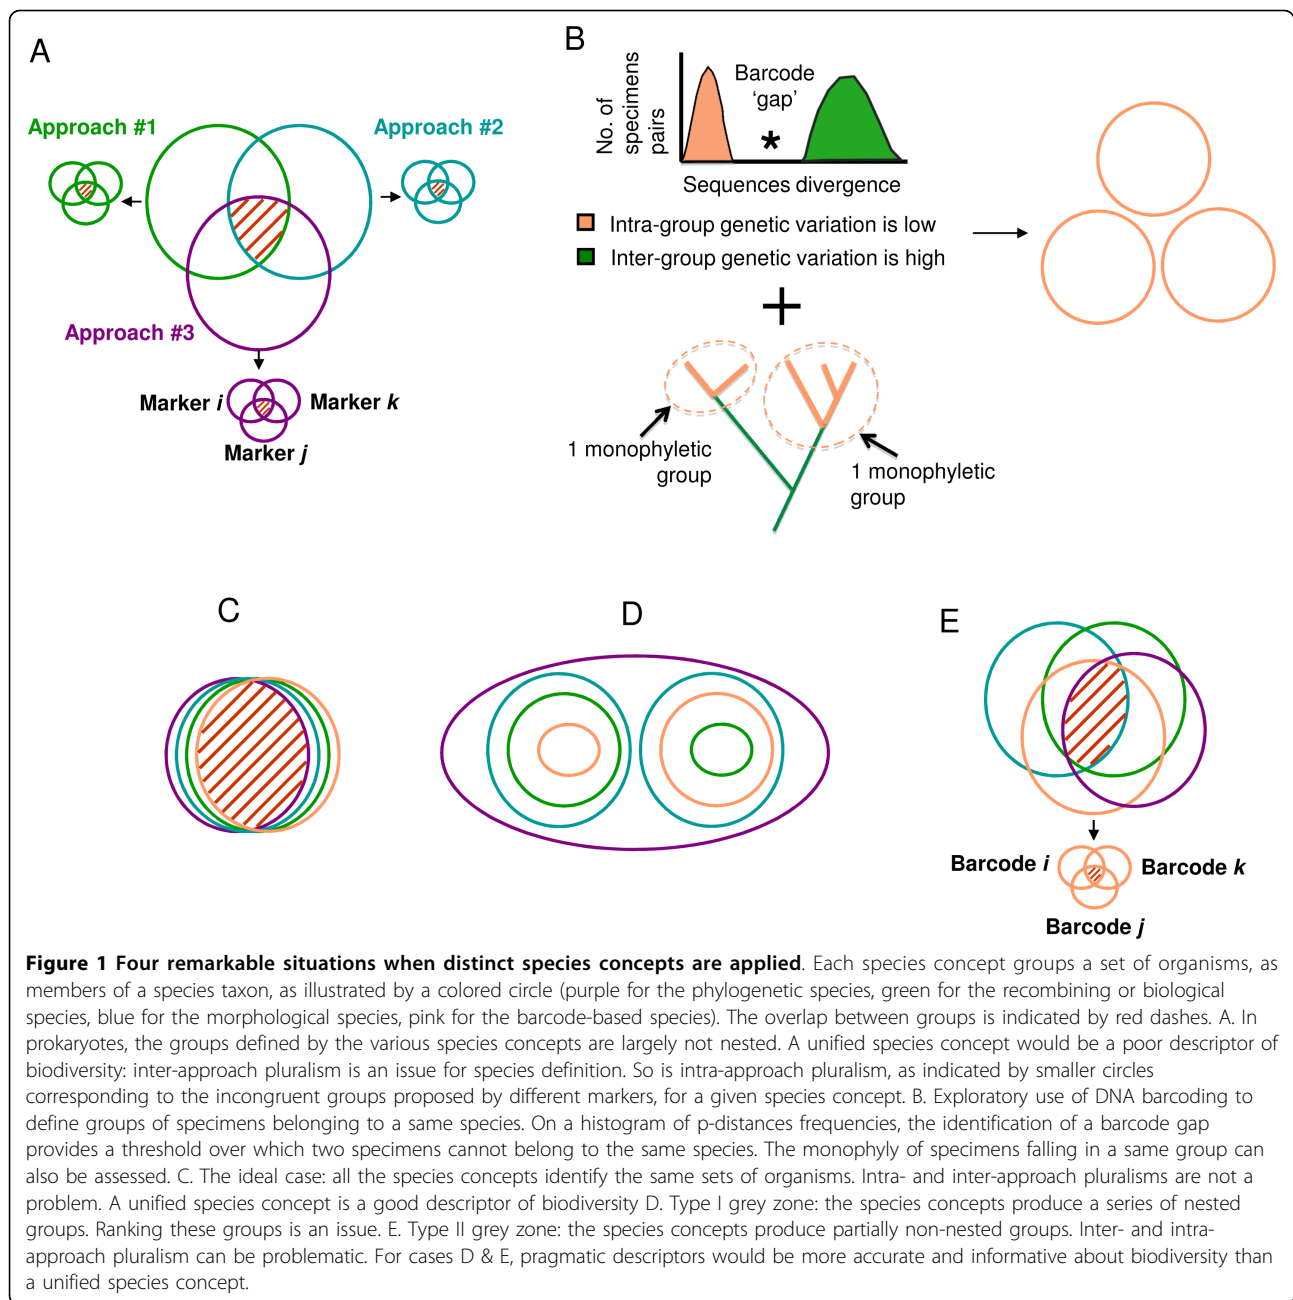 A
Approach #1
Approach #2
Approach #3
Marker i
Marker k
Marker j
B
No. of
specimens
pairs
Barcode
‘gap’
*
Sequences divergence
Intra-group genetic variation is low
Inter-group genetic variation is high
+
1 monophyletic
group
1 monophyletic
group
C
D
E
Barcode i
Barcode k
Barcode j
Figure 1 Four remarkable situations when distinct species concepts are applied. Each species concept groups a set of organisms, as
members of a species taxon, as illustrated by a colored circle (purple for the phylogenetic species, green for the recombining or biological
species, blue for the morphological species, pink for the barcode-based species). The overlap between groups is indicated by red dashes. A. In
prokaryotes, the groups defined by the various species concepts are largely not nested. A unified species concept would be a poor descriptor of
biodiversity: inter-approach pluralism is an issue for species definition. So is intra-approach pluralism, as indicated by smaller circles
corresponding to the incongruent groups proposed by different markers, for a given species concept. B. Exploratory use of DNA barcoding to
define groups of specimens belonging to a same species. On a histogram of p-distances frequencies, the identification of a barcode gap
provides a threshold over which two specimens cannot belong to the same species. The monophyly of specimens falling in a same group can
also be assessed. C. The ideal case: all the species concepts identify the same sets of organisms. Intra- and inter-approach pluralisms are not a
problem. A unified species concept is a good descriptor of biodiversity D. Type I grey zone: the species concepts produce a series of nested
groups. Ranking these groups is an issue. E. Type II grey zone: the species concepts produce partially non-nested groups. Inter- and intra-
approach pluralism can be problematic. For cases D & E, pragmatic descriptors would be more accurate and informative about biodiversity than
a unified species concept.